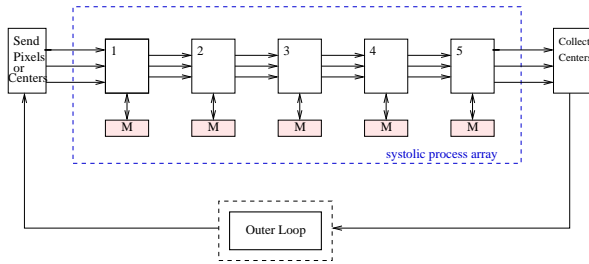 Send
Pixels
or
Centers
1
2
3
4
5
Collect
Centers
M
M
M
M
M
systolic process array
Outer Loop